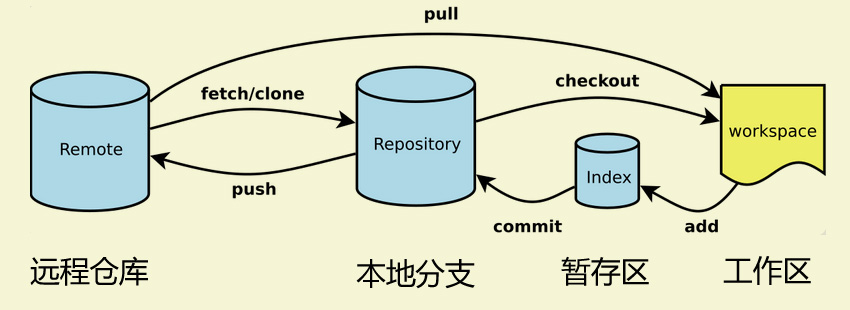 pull
fetch/clone
checkout
Remote
Repository
workspace
Index
push
commit
add
远程仓库
本地分支
暂存区
工作区